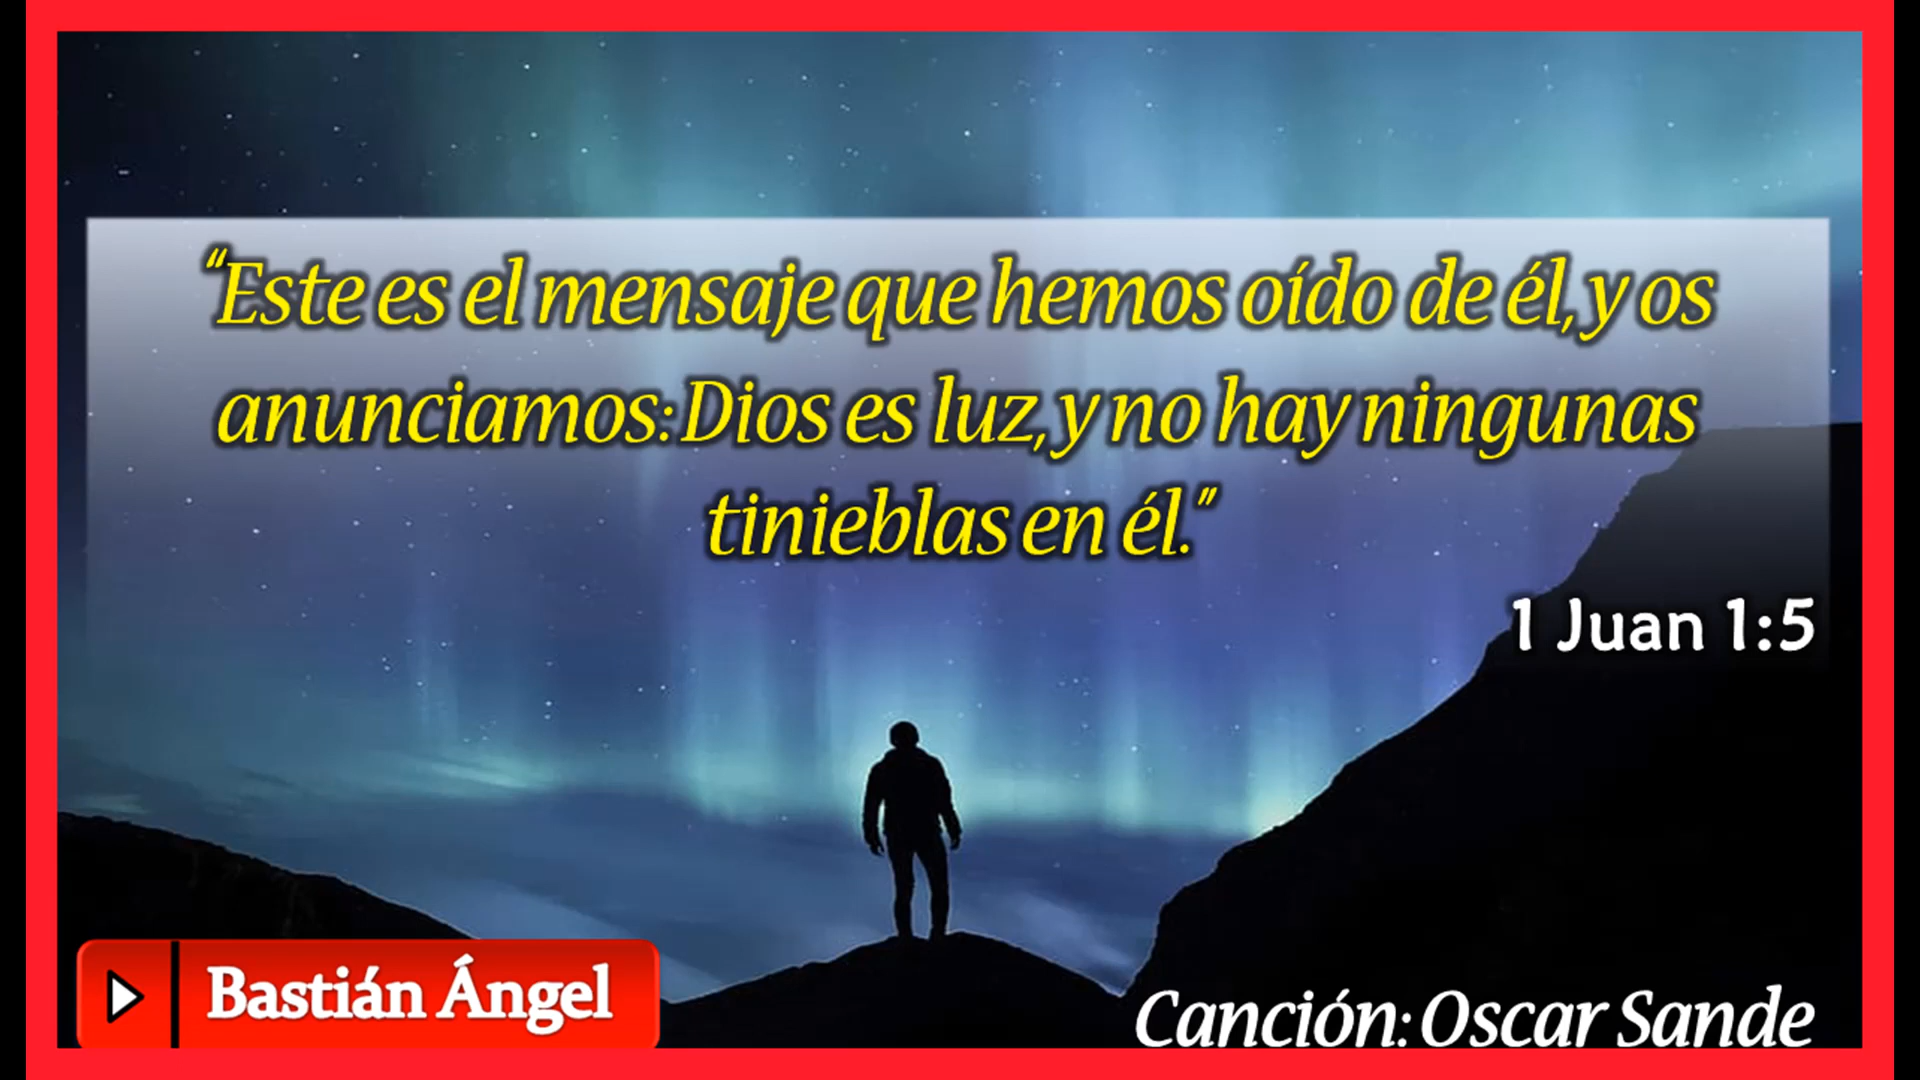 “Este es el mensaje que hemos oído de él, y os
anunciamos: Dios es luz, y no hay ningunas
tinieblas en él.”
1 Juan 1:5
Bastián Ángel
Canción: Oscar Sande